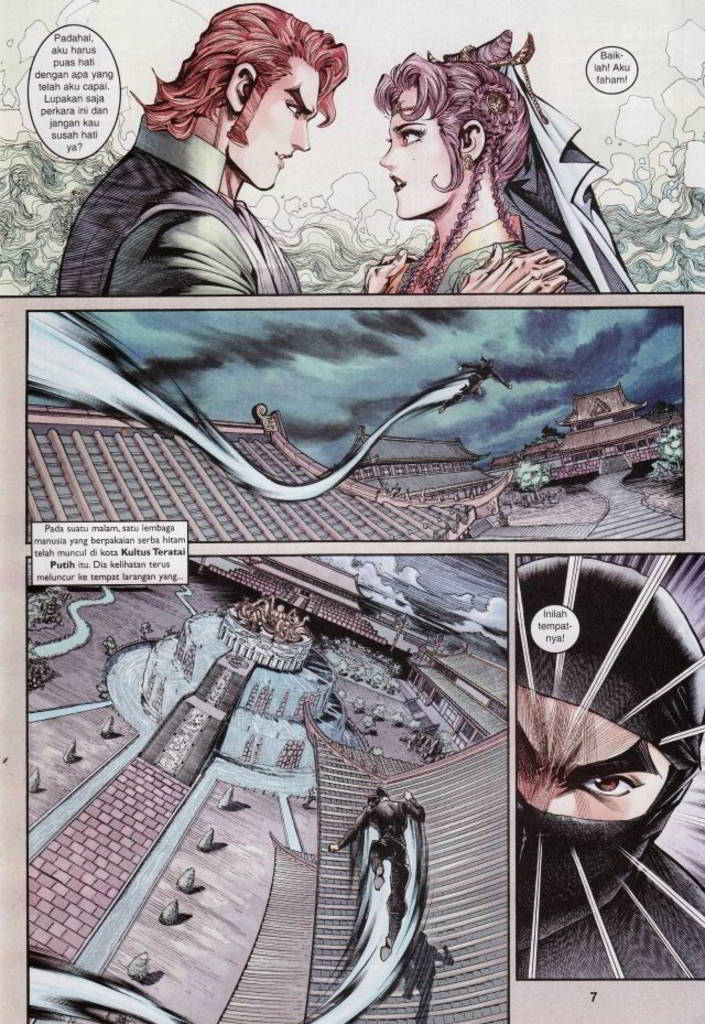 Padahal,
aku harus
puas hati
dengan apa yang
telah aku capai.
Lupakan saja
perkara ini dan
jangan kau
susah hati
ya?
Baik-
lah! Aku
faham!
Pada suatu malam, satu lembaga
manusia yang berpakaian serba hitam
telah muncul di kota Kultus Teratai
Putih itu. Dia kelihatan terus
meluncur ke tempat larangan yang....
Inilah
tempat-
nya!
7